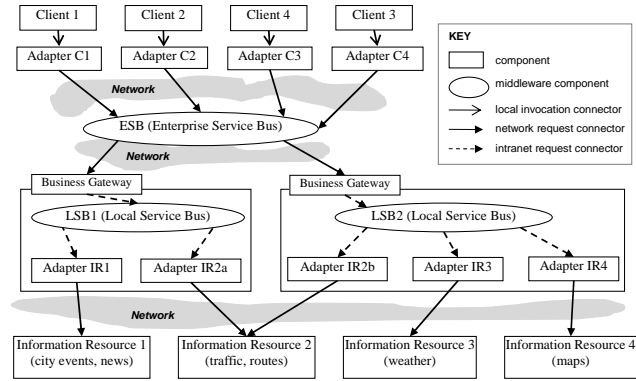 Client 1
Client 2
Client 4
Client 3
Adapter C1
Adapter C2
Adapter C3
Adapter C4
Network
ESB (Enterprise Service Bus)
Network
KEY
component
middleware component
local invocation connector
network request connector
intranet request connector
Business Gateway
Business Gateway
LSB1 (Local Service Bus)
LSB2 (Local Service Bus)
Adapter IR1
Adapter IR2a
Adapter IR2b
Adapter IR3
Adapter IR4
Network
Information Resource 1
(city events, news)
Information Resource 2
(traffic, routes)
Information Resource 3
(weather)
Information Resource 4
(maps)